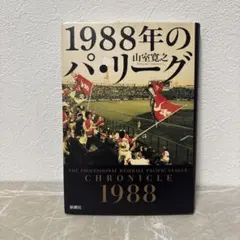 1988年の
パ・リーグ
山室寛之
THE PROFESSIONAL BASEBALL PACIFIC LEAGUE
CHRONICLE
1988
新潮社